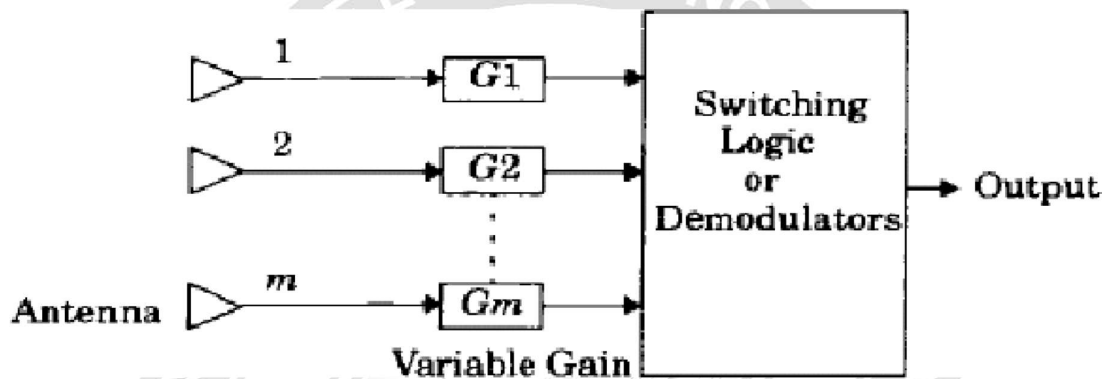 1
G1
2
G2
m
Gm
Antenna
Variable Gain
Switching
Logic
or
Demodulators
Output